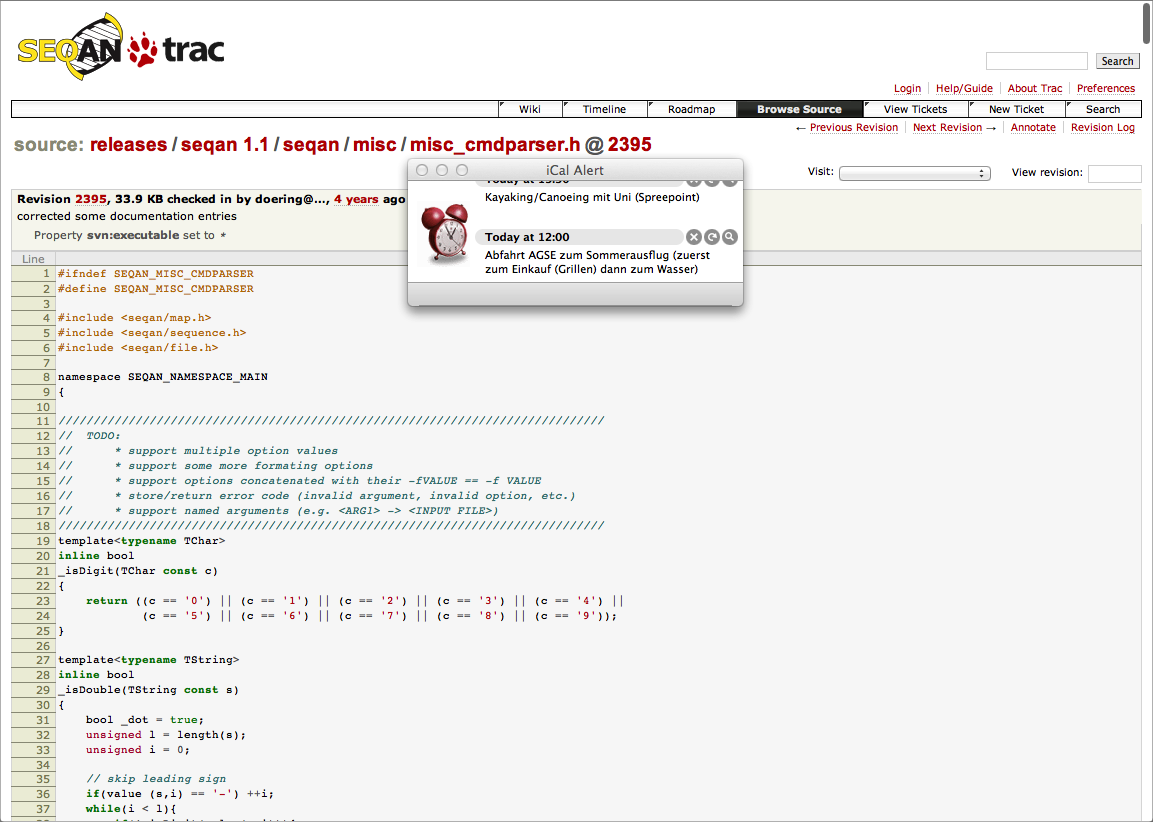 SEQAN trac
Search
Login Help/Guide About Trac Preferences
Wiki Timeline Roadmap Browse Source View Tickets New Ticket Search
← Previous Revision Next Revision → Annotate Revision Log
source: releases / seqan 1.1 / seqan / misc / misc_cmdparser.h @ 2395
Visit: View revision:
Revision 2395, 33.9 KB checked in by doering@..., 4 years ago
corrected some documentation entries
Property svn:executable set to *
iCal Alert
Kayaking/Canoeing mit Uni (Spreepoint)
Today at 12:00
Abfahrt AGSE zum Sommerausflug (zuerst
zum Einkauf (Grillen) dann zum Wasser)
Line
1 #ifndef SEQAN_MISC_CMDPARSER
2 #define SEQAN_MISC_CMDPARSER
3
4 #include <seqan/map.h>
5 #include <seqan/sequence.h>
6 #include <seqan/file.h>
7
8 namespace SEQAN_NAMESPACE_MAIN
9 {
10
11 //////////////////////////////////////////////////////////////////////////////
12 //  TODO:
13 //      * support multiple option values
14 //      * support some more formating options
15 //      * support options concatenated with their -fVALUE == -f VALUE
16 //      * store/return error code (invalid argument, invalid option, etc.)
17 //      * support named arguments (e.g. <ARG1> -> <INPUT FILE>)
18 //////////////////////////////////////////////////////////////////////////////
19 template<typename TChar>
20 inline bool
21 _isDigit(TChar const c)
22 {
23     return ((c == '0') || (c == '1') || (c == '2') || (c == '3') || (c == '4') ||
24             (c == '5') || (c == '6') || (c == '7') || (c == '8') || (c == '9'));
25 }
26
27 template<typename TString>
28 inline bool
29 _isDouble(TString const s)
30 {
31     bool _dot = true;
32     unsigned l = length(s);
33     unsigned i = 0;
34
35     // skip leading sign
36     if(value (s,i) == '-') ++i;
37     while(i < l){